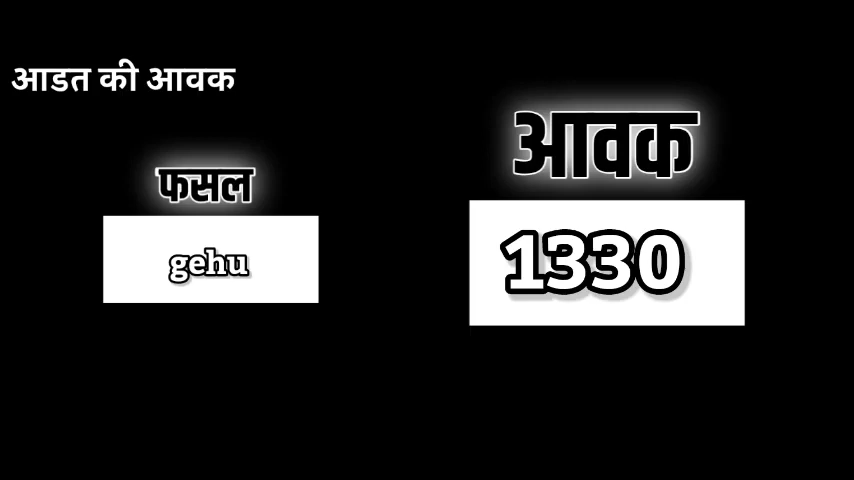 आडत की आवक
फसल
gehu
आवक
1330